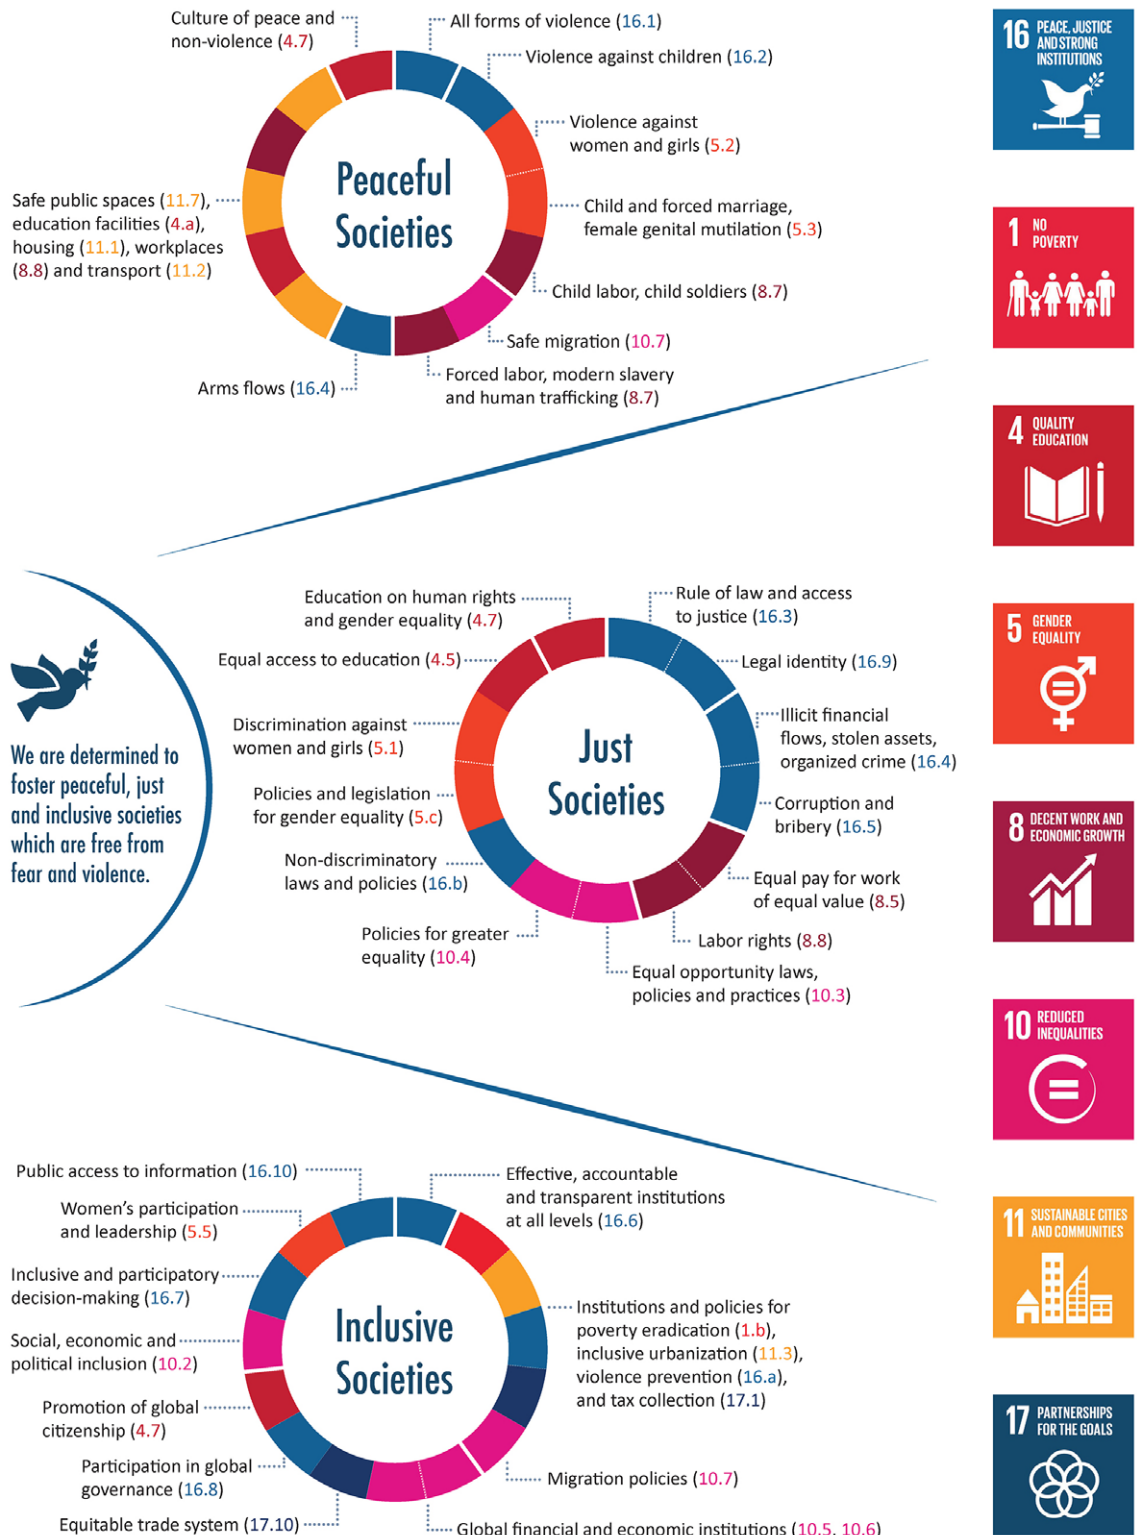 Culture of peace and
non-violence (4.7)
All forms of violence (16.1)
Violence against children (16.2)
Violence against
women and girls (5.2)
Child and forced marriage,
female genital mutilation (5.3)
Child labor, child soldiers (8.7)
Safe migration (10.7)
Forced labor, modern slavery
and human trafficking (8.7)
Arms flows (16.4)
Safe public spaces (11.7),
education facilities (4.a),
housing (11.1), workplaces
(8.8) and transport (11.2)
Peaceful
Societies
We are determined to
foster peaceful, just
and inclusive societies
which are free from
fear and violence.
Education on human rights
and gender equality (4.7)
Equal access to education (4.5)
Discrimination against
women and girls (5.1)
Policies and legislation
for gender equality (5.c)
Non-discriminatory
laws and policies (16.b)
Policies for greater
equality (10.4)
Rule of law and access
to justice (16.3)
Legal identity (16.9)
Illicit financial
flows, stolen assets,
organized crime (16.4)
Corruption and
bribery (16.5)
Equal pay for work
of equal value (8.5)
Labor rights (8.8)
Equal opportunity laws,
policies and practices (10.3)
Just
Societies
Public access to information (16.10)
Women's participation
and leadership (5.5)
Inclusive and participatory
decision-making (16.7)
Social, economic and
political inclusion (10.2)
Promotion of global
citizenship (4.7)
Participation in global
governance (16.8)
Equitable trade system (17.10)
Effective, accountable
and transparent institutions
at all levels (16.6)
Institutions and policies for
poverty eradication (1.b),
inclusive urbanization (11.3),
violence prevention (16.a),
and tax collection (17.1)
Migration policies (10.7)
Global financial and economic institutions (10.5, 10.6)
Inclusive
Societies
16 PEACE, JUSTICE
AND STRONG
INSTITUTIONS
1 NO
POVERTY
4 QUALITY
EDUCATION
5 GENDER
EQUALITY
8 DECENT WORK AND
ECONOMIC GROWTH
10 REDUCED
INEQUALITIES
11 SUSTAINABLE CITIES
AND COMMUNITIES
17 PARTNERSHIPS
FOR THE GOALS